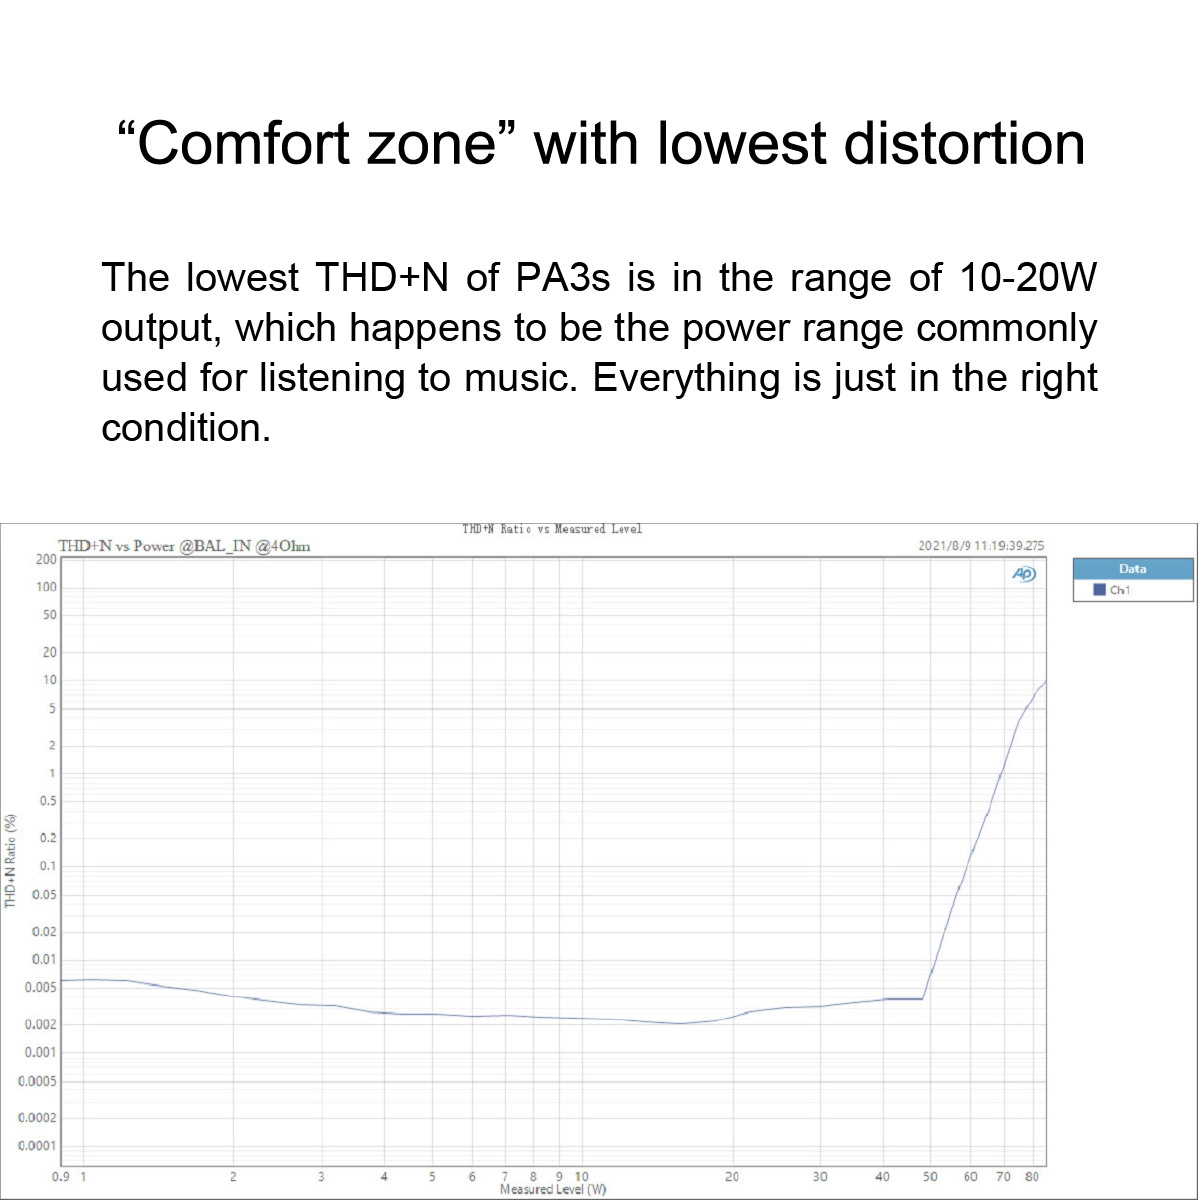 “Comfort zone” with lowest distortion
The lowest THD+N of PA3s is in the range of 10-20W
output, which happens to be the power range commonly
used for listening to music. Everything is just in the right
condition.
THD+N Ratio vs Measured Level
THD+N vs Power @BAL_IN @4Ohm
2021/8/9 11:19:39.275
AP
Data
Ch1
THD+N Ratio (%)
200
100
50
20
10
5
2
1
0.5
0.2
0.1
0.05
0.02
0.01
0.005
0.002
0.001
0.0005
0.0002
0.0001
0.9 1 2 3 4 5 6 7 8 9 10 20 30 40 50 60 70 80
Measured Level (W)